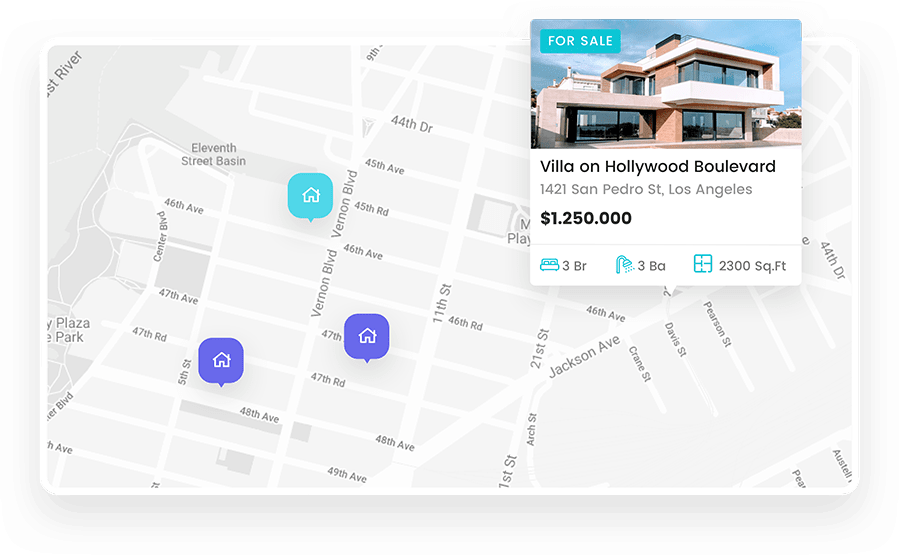 FOR SALE
Villa on Hollywood Boulevard
1421 San Pedro St, Los Angeles
$1.250.000
3 Br
3 Ba
2300 Sq.Ft
9th St
44th Dr
Eleventh
Street Basin
45th Ave
Vernon Blvd
46th Ave
45th Rd
Center Blvd
46th Ave
44th Dr
Vernon Blvd
47th Ave
11th St
46th Rd
46th Ave
Pearson St
y Plaza
e Park
47th Rd
47th
21st St
Davis St
Jackson Ave
Crane St
5th St
47th Rd
er Blvd
48th Ave
Arch St
48th Ave
h Ave
49th Ave
1st St
Austell